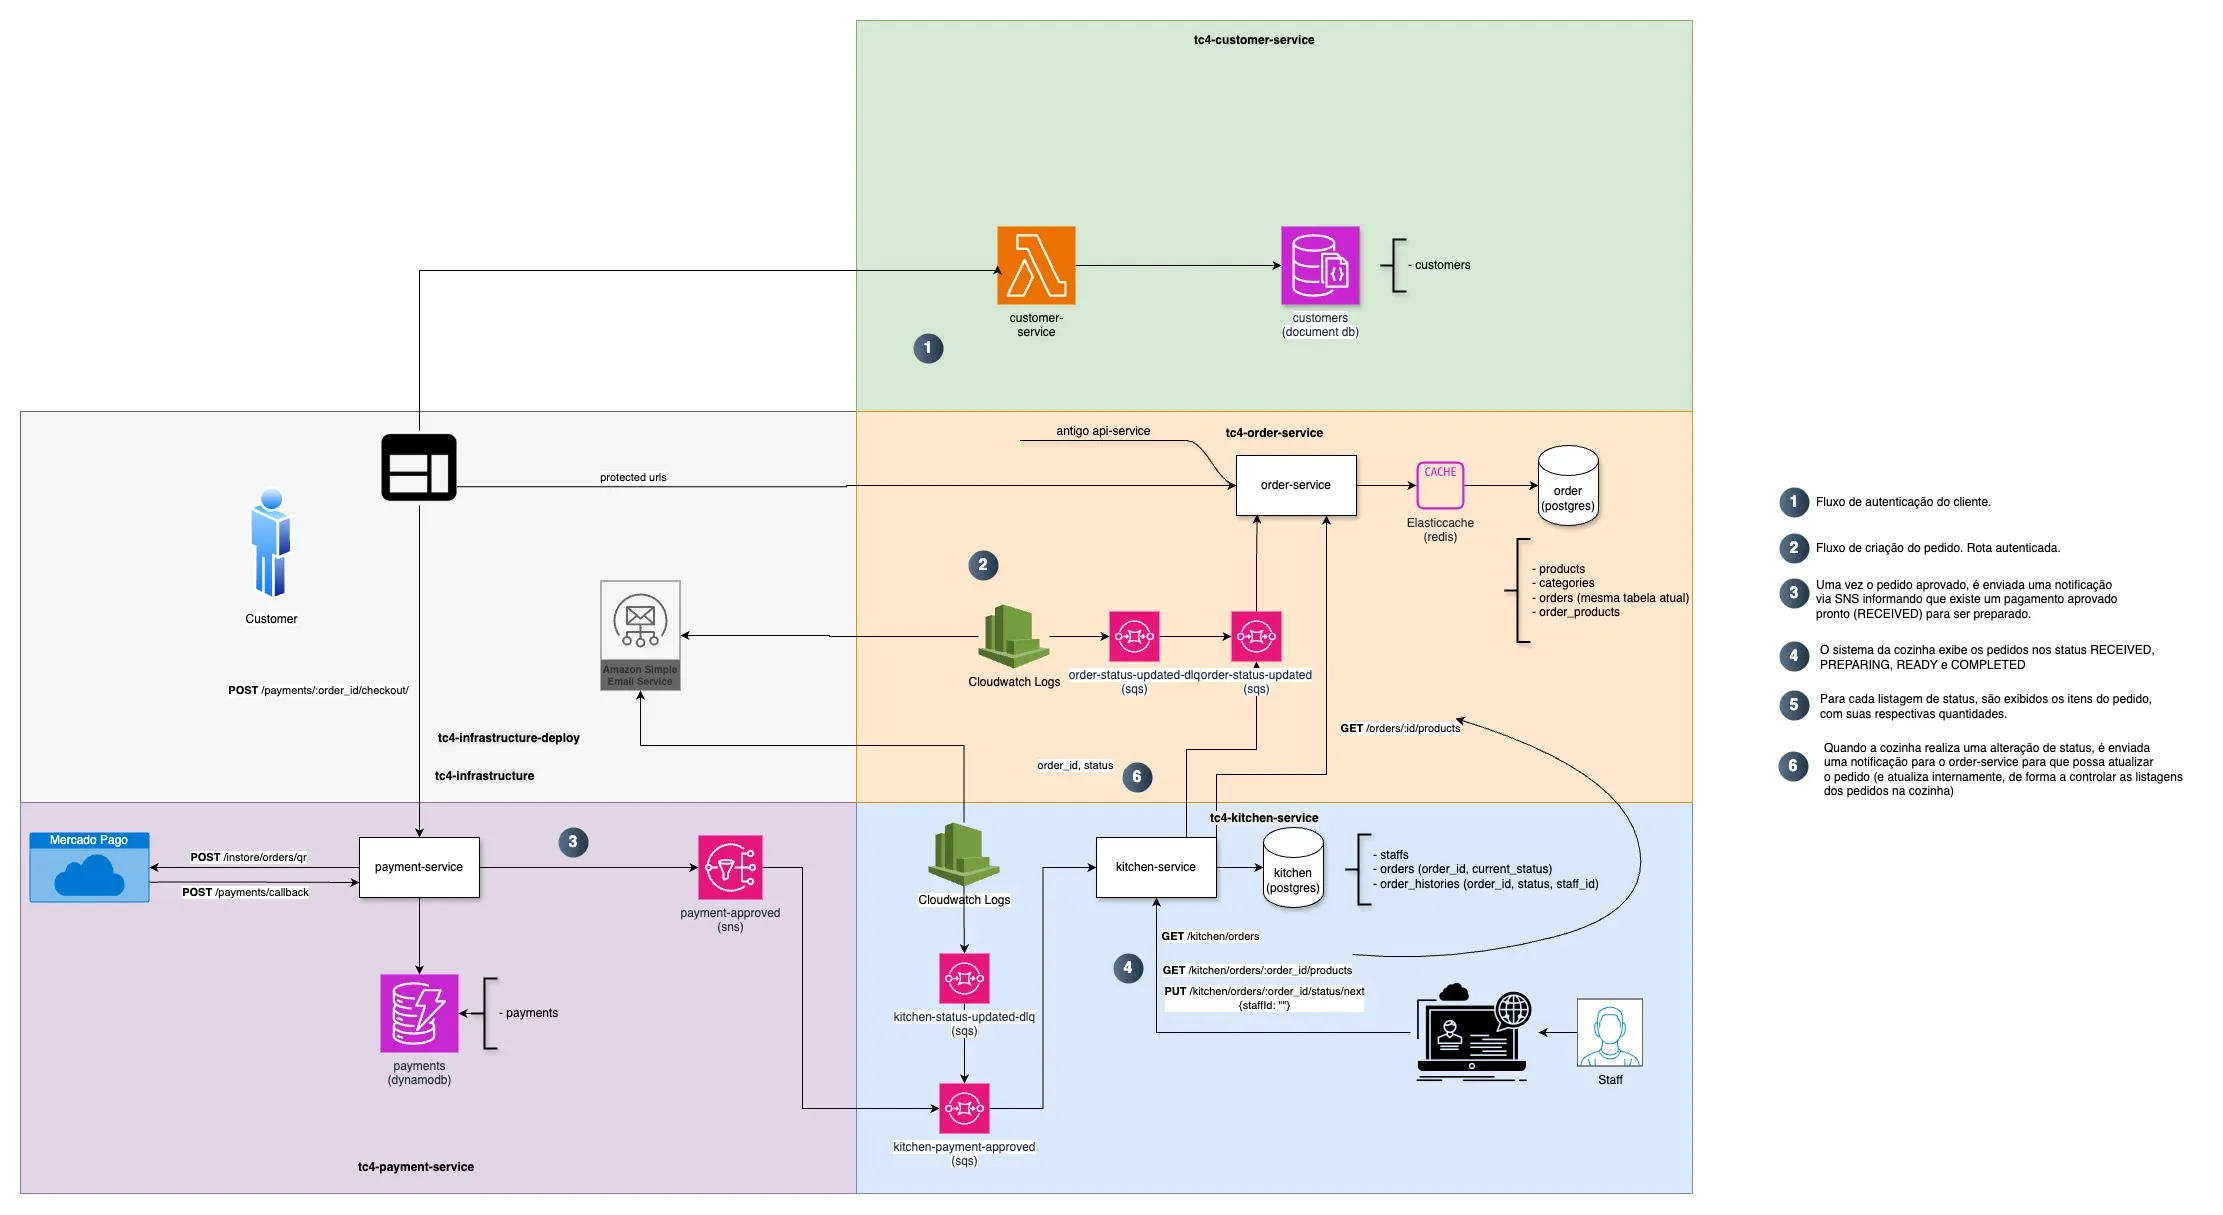 tc4-customer-service
customer-
service
customers
(document db)
- customers
1
antigo api-service
tc4-order-service
protected urls
order-service
CACHE
Elasticcache
(redis)
order
(postgres)
- products
- categories
- orders (mesma tabela atual)
- order_products
2
Customer
Amazon Simple
Email Service
Cloudwatch Logs
order-status-updated-dlq
(sqs)
order-status-updated
(sqs)
POST /payments/:order_id/checkout/
GET /orders/:id/products
tc4-infrastructure-deploy
tc4-infrastructure
order_id, status
6
tc4-kitchen-service
Mercado Pago
POST /instore/orders/qr
POST /payments/callback
payment-service
3
payment-approved
(sns)
payments
(dynamodb)
- payments
tc4-payment-service
Cloudwatch Logs
kitchen-status-updated-dlq
(sqs)
kitchen-payment-approved
(sqs)
kitchen-service
kitchen
(postgres)
- staffs
- orders (order_id, current_status)
- order_histories (order_id, status, staff_id)
GET /kitchen/orders
4
GET /kitchen/orders/:order_id/products
PUT /kitchen/orders/:order_id/status/next
{staffId: ""}
Staff
1 Fluxo de autenticação do cliente.
2 Fluxo de criação do pedido. Rota autenticada.
3 Uma vez o pedido aprovado, é enviada uma notificação
via SNS informando que existe um pagamento aprovado
pronto (RECEIVED) para ser preparado.
4 O sistema da cozinha exibe os pedidos nos status RECEIVED,
PREPARING, READY e COMPLETED
5 Para cada listagem de status, são exibidos os itens do pedido,
com suas respectivas quantidades.
6 Quando a cozinha realiza uma alteração de status, é enviada
uma notificação para o order-service para que possa atualizar
o pedido (e atualiza internamente, de forma a controlar as listagens
dos pedidos na cozinha)